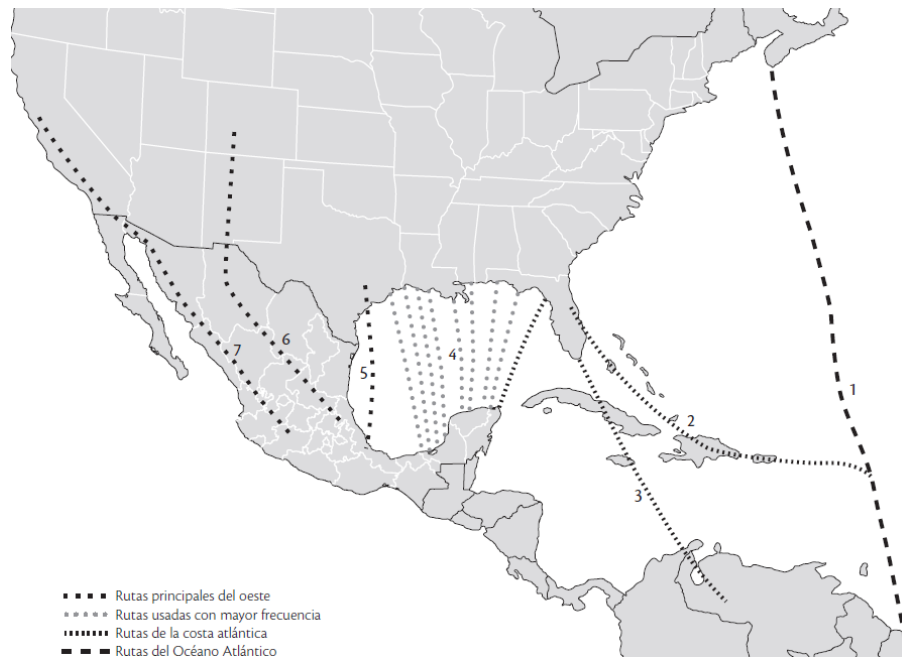 1
2
3
4
5
6
7
Rutas principales del oeste
Rutas usadas con mayor frecuencia
Rutas de la costa atlántica
Rutas del Océano Atlántico